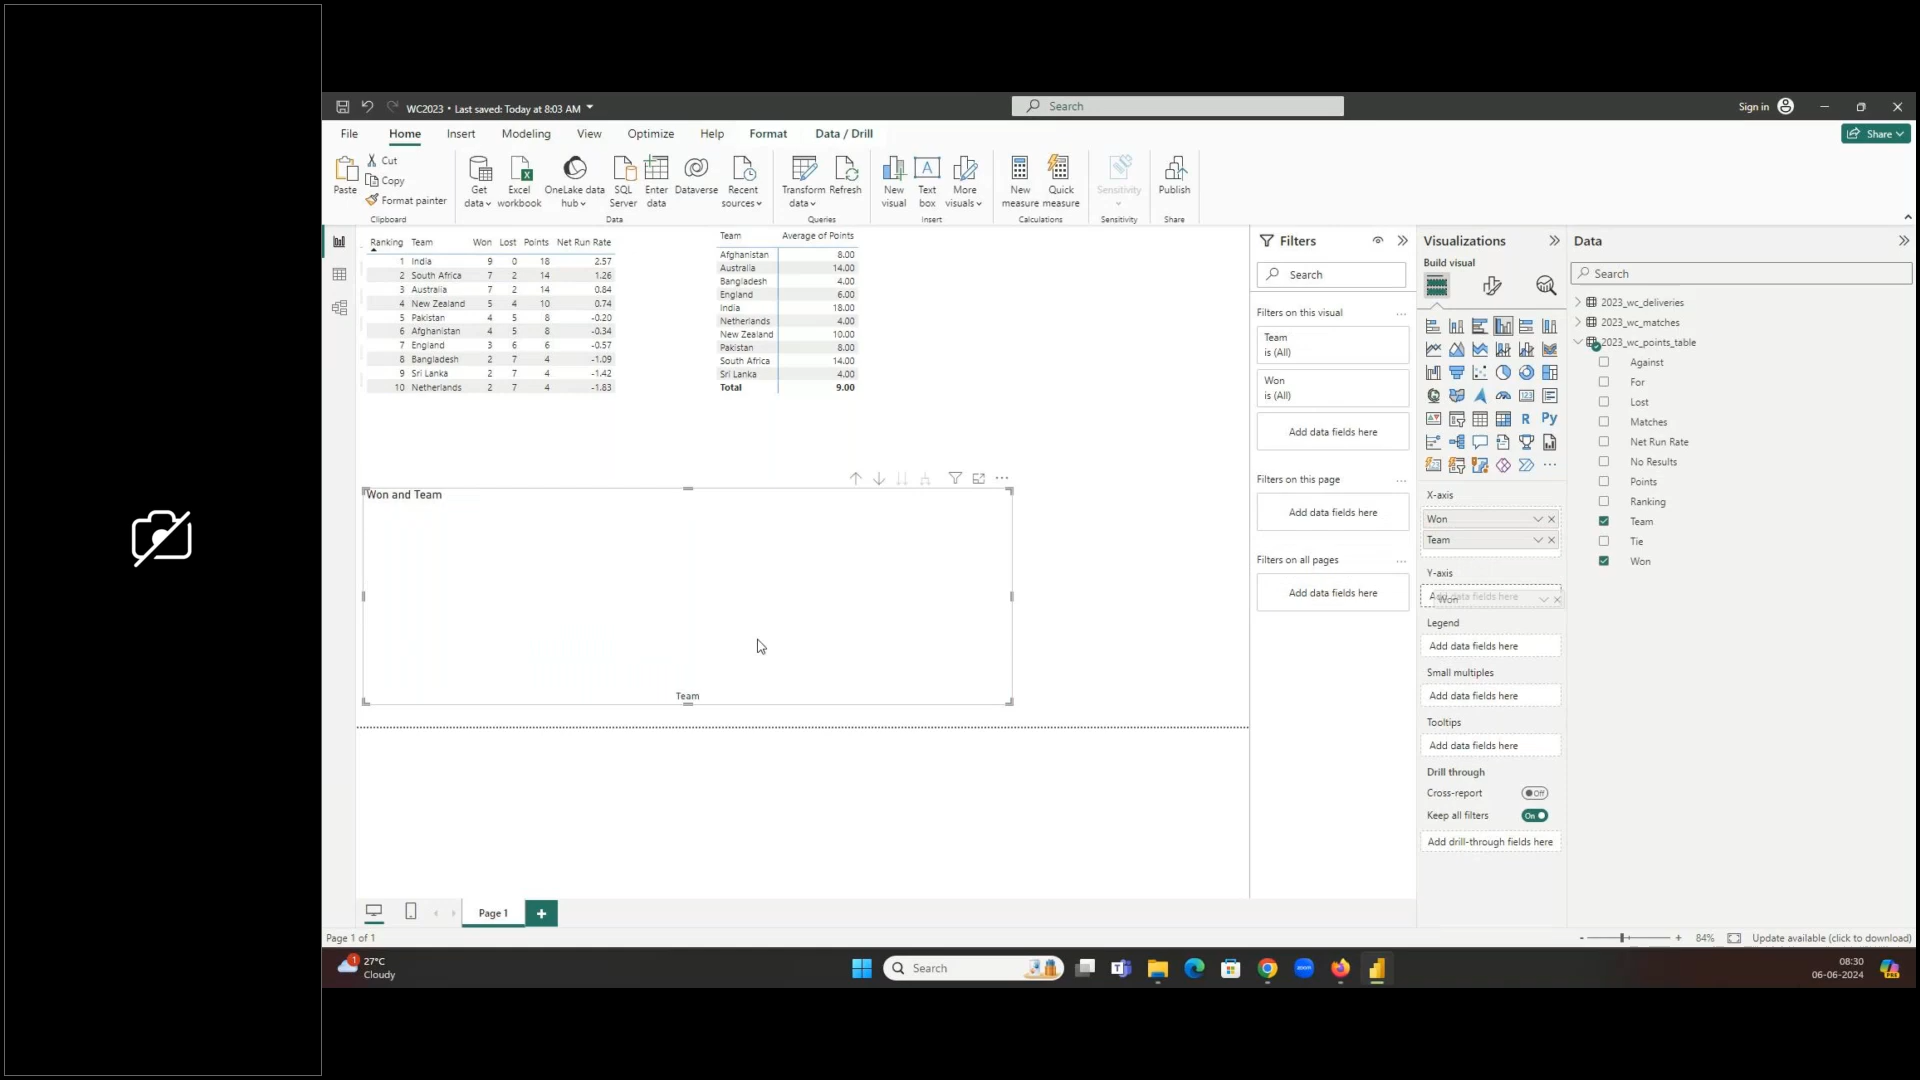 WC2023 • Last saved: Today at 8:03 AM
Search
Sign in
File Home Insert Modeling View Optimize Help Format Data / Drill
Share
Paste
Cut
Copy
Format painter
Clipboard
Get data
Excel workbook
OneLake data hub
SQL Server
Enter data
Dataverse
Recent sources
Data
Transform data
Refresh
Queries
New visual
Text box
More visuals
Insert
New measure
Quick measure
Calculations
Sensitivity
Sensitivity
Publish
Share
Ranking Team Won Lost Points Net Run Rate
1 India 9 0 18 2.57
2 South Africa 7 2 14 1.26
3 Australia 7 2 14 0.84
4 New Zealand 5 4 10 0.74
5 Pakistan 4 5 8 -0.20
6 Afghanistan 4 5 8 -0.34
7 England 3 6 6 -0.57
8 Bangladesh 2 7 4 -1.09
9 Sri Lanka 2 7 4 -1.42
10 Netherlands 2 7 4 -1.83
Team Average of Points
Afghanistan 8.00
Australia 14.00
Bangladesh 4.00
England 6.00
India 18.00
Netherlands 4.00
New Zealand 10.00
Pakistan 8.00
South Africa 14.00
Sri Lanka 4.00
Total 9.00
Won and Team
Team
Filters
Search
Filters on this visual
Team
is (All)
Won
is (All)
Add data fields here
Filters on this page
Add data fields here
Filters on all pages
Add data fields here
Visualizations
Build visual
R Py
X-axis
Won
Team
Y-axis
Add data fields here
Won
Legend
Add data fields here
Small multiples
Add data fields here
Tooltips
Add data fields here
Drill through
Cross-report Off
Keep all filters On
Add drill-through fields here
Data
Search
2023_wc_deliveries
2023_wc_matches
2023_wc_points_table
Against
For
Lost
Matches
Net Run Rate
No Results
Points
Ranking
Team
Tie
Won
Page 1
Page 1 of 1
84%
Update available (click to download)
1
27°C
Cloudy
Search
zoom
08:30
06-06-2024
PRE